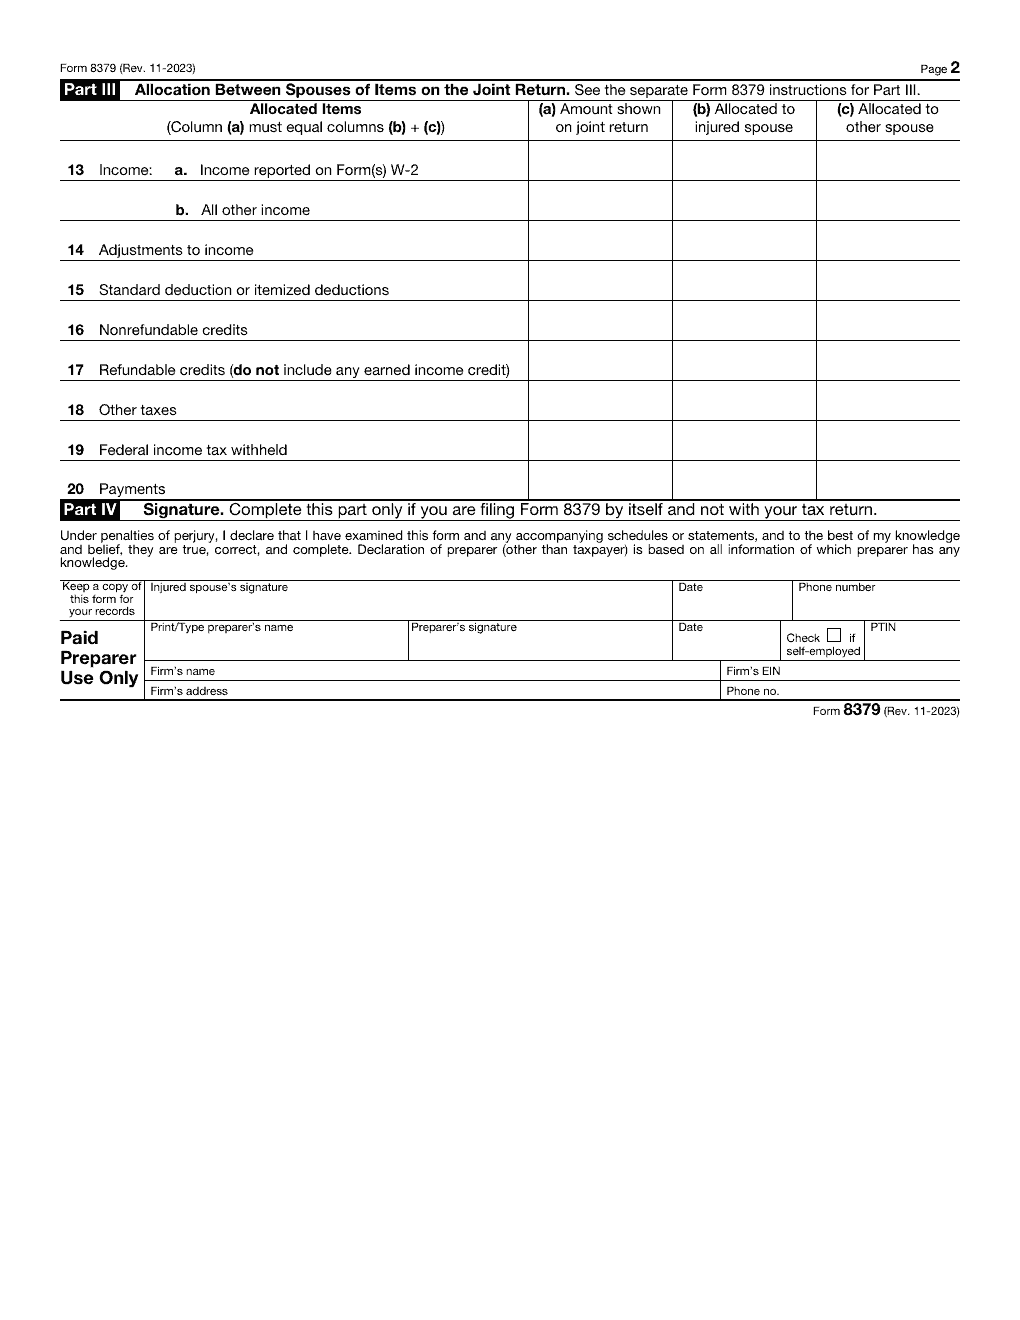 Form 8379 (Rev. 11-2023) Page 2
Part III Allocation Between Spouses of Items on the Joint Return. See the separate Form 8379 instructions for Part III.
Allocated Items
(Column (a) must equal columns (b) + (c))
(a) Amount shown
on joint return
(b) Allocated to
injured spouse
(c) Allocated to
other spouse
13 Income: a. Income reported on Form(s) W-2
b. All other income
14 Adjustments to income
15 Standard deduction or itemized deductions
16 Nonrefundable credits
17 Refundable credits (do not include any earned income credit)
18 Other taxes
19 Federal income tax withheld
20 Payments
Part IV Signature. Complete this part only if you are filing Form 8379 by itself and not with your tax return.
Under penalties of perjury, I declare that I have examined this form and any accompanying schedules or statements, and to the best of my knowledge
and belief, they are true, correct, and complete. Declaration of preparer (other than taxpayer) is based on all information of which preparer has any
knowledge.
Keep a copy of
this form for
your records
Injured spouse's signature
Date
Phone number
Paid
Preparer
Use Only
Print/Type preparer's name
Preparer's signature
Date
Check if
self-employed
PTIN
Firm's name
Firm's EIN
Firm's address
Phone no.
Form 8379 (Rev. 11-2023)